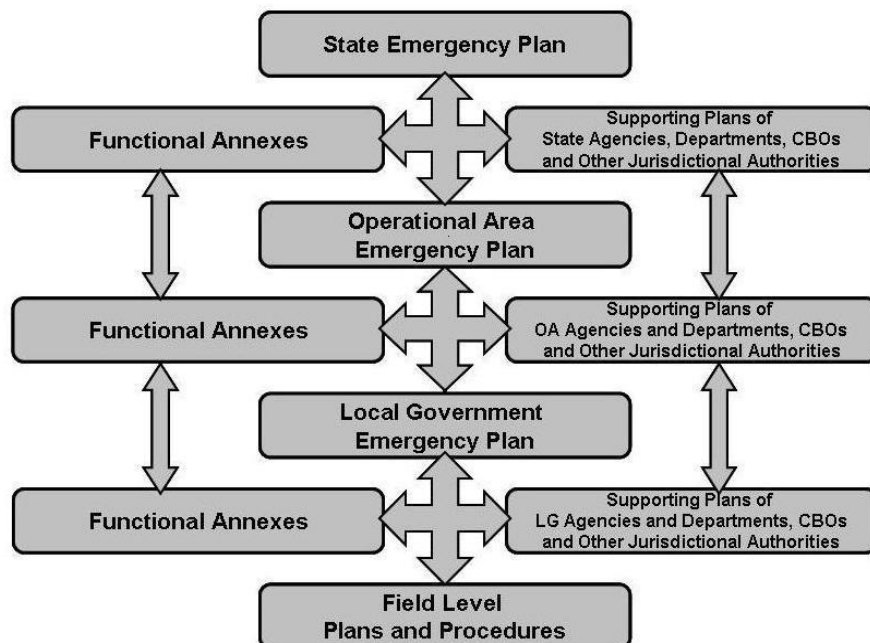 State Emergency Plan
Functional Annexes
Supporting Plans of
State Agencies, Departments, CBOs
and Other Jurisdictional Authorities
Operational Area
Emergency Plan
Functional Annexes
Supporting Plans of
OA Agencies and Departments, CBOs
and Other Jurisdictional Authorities
Local Government
Emergency Plan
Functional Annexes
Supporting Plans of
LG Agencies and Departments, CBOs
and Other Jurisdictional Authorities
Field Level
Plans and Procedures